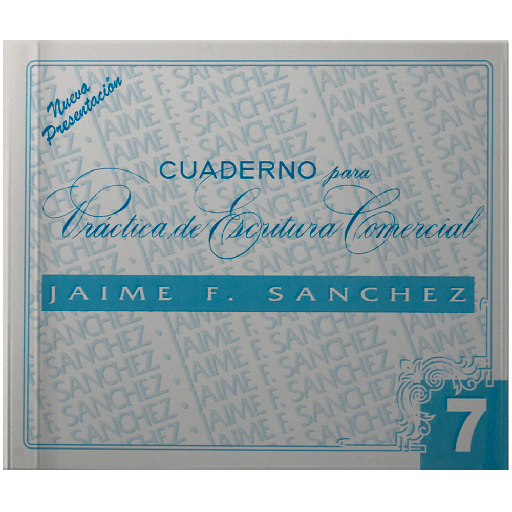 Nueva
Presentación
CUADERNO para
Práctica de Escritura Comercial
JAIME F. SANCHEZ
7